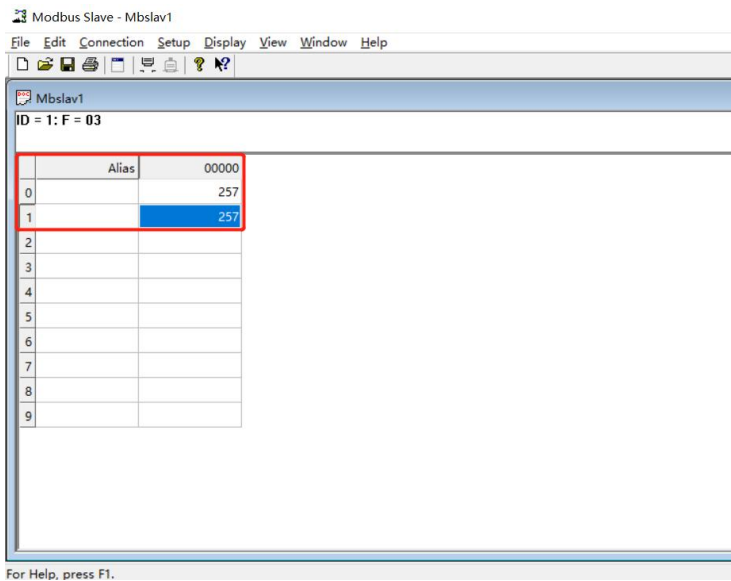 Modbus Slave - Mbslav1
File Edit Connection Setup Display View Window Help
Mbslav1
ID = 1: F = 03
Alias 00000
0 257
1 257
2
3
4
5
6
7
8
9
For Help, press F1.